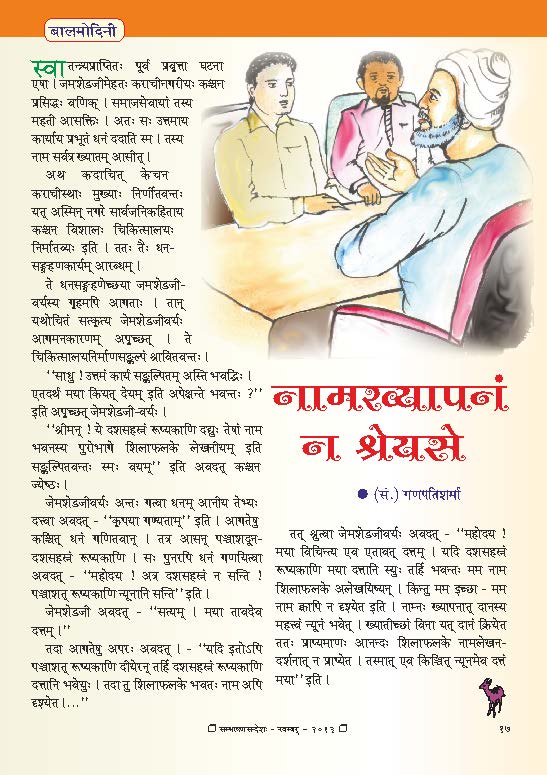 बालमोदिनी
स्वातन्त्र्यप्राप्तितः पूर्वं प्रवृत्ता घटना
एषा । जमशेडजीमेहतः कराचीनगरीयः कश्चन
प्रसिद्धः वणिक् । समाजसेवायां तस्य
महती आसक्तिः । अतः सः उत्तमाय
कार्याय प्रभूतं धनं ददाति स्म । तस्य
नाम सर्वत्र ख्यातम् आसीत् ।
अथ कदाचित् केचन
कराचीस्थाः मुख्याः निर्णीतवन्तः
यत् अस्मिन् नगरे सार्वजनिकहिताय
कश्चन विशालः चिकित्सालयः
निर्मातव्यः इति । ततः तैः धन-
सङ्ग्रहणकार्यम् आरब्धम् ।
ते धनसङ्ग्रहणेच्छया जमशेडजी-
वर्यस्य गृहमपि आगताः । तान्
यथोचितं सत्कृत्य जेमशेडजीवर्यः
आगमनकारणम् अपृच्छत् । ते
चिकित्सालयनिर्माणसङ्कल्पं श्रावितवन्तः ।
“साधु ! उत्तमं कार्यं सङ्कल्पितम् अस्ति भवद्भिः ।
एतदर्थं मया कियत् देयम् इति अपेक्षन्ते भवन्तः ?”
इति अपृच्छत् जेमशेडजी-वर्यः ।
“श्रीमन् ! ये दशसहस्रं रूप्यकाणि दद्युः तेषां नाम
भवनस्य पुरोभागे शिलाफलके लेखनीयम् इति
सङ्कल्पितवन्तः स्मः वयम्” इति अवदत् कश्चन
ज्येष्ठः ।
जेमशेडजीवर्यः अन्तः गत्वा धनम् आनीय तेभ्यः
दत्त्वा अवदत् - “कृपया गण्यताम्” इति । आगतेषु
कश्चित् धनं गणितवान् । तत्र आसन् पञ्चाशदून-
दशसहस्रं रूप्यकाणि । सः पुनरपि धनं गणयित्वा
अवदत् - “महोदय ! अत्र दशसहस्रं न सन्ति !
पञ्चाशत् रूप्यकाणि न्यूनानि सन्ति” इति ।
जेमशेडजी अवदत् - “सत्यम् । मया तावदेव
दत्तम् ।”
तदा आगतेषु अपरः अवदत् । - “यदि इतोऽपि
पञ्चाशत् रूप्यकाणि दीयेरन् तर्हि दशसहस्रं रूप्यकाणि
दत्तानि भवेयुः । तदा तु शिलाफलके भवतः नाम अपि
दृश्येत ।...”
नामख्यापनं
न श्रेयसे
● (सं.) गणपतिशर्मा
तत् श्रुत्वा जेमशेडजीवर्यः अवदत् - “महोदय !
मया विचिन्त्य एव एतावत् दत्तम् । यदि दशसहस्रं
रूप्यकाणि मया दत्तानि स्युः तर्हि भवन्तः मम नाम
शिलाफलके अलेखयिष्यन् । किन्तु मम इच्छा - मम
नाम क्वापि न दृश्येत इति । नाम्नः ख्यापनात् दानस्य
महत्त्वं न्यूनं भवेत् । ख्यातीच्छां विना यत् दानं क्रियेत
ततः प्राप्यमाणः आनन्दः शिलाफलके नामलेखन-
दर्शनात् न प्राप्येत । तस्मात् एव किञ्चित् न्यूनमेव दत्तं
मया” इति ।
❐ सम्भाषणसन्देशः - नवम्बर् - २०१३ ❐
१७